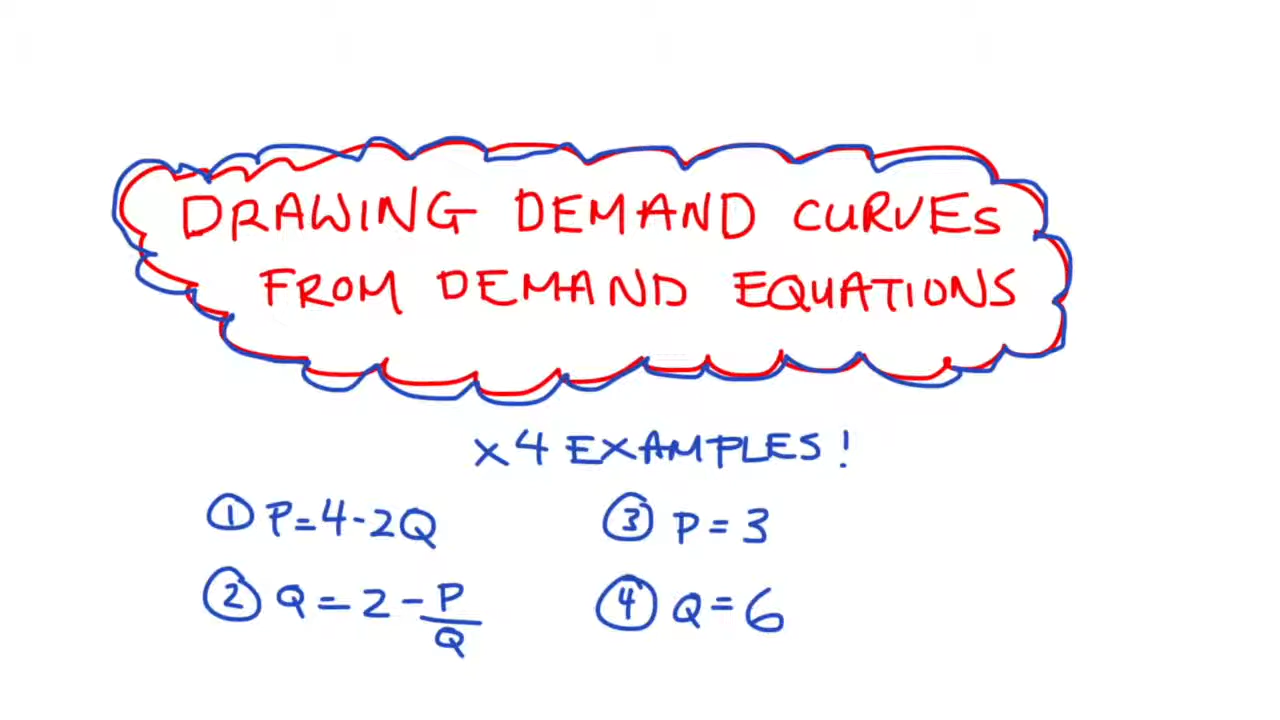 DRAWING DEMAND CURVES
FROM DEMAND EQUATIONS
x4 EXAMPLES!
① P=4-2Q
③ P=3
② Q=2-P/Q
④ Q=6